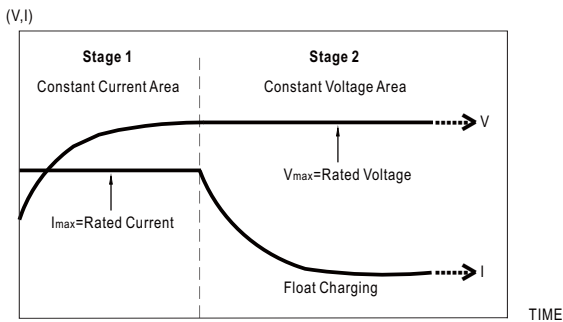 (V,I)
Stage 1
Stage 2
Constant Current Area
Constant Voltage Area
V
Vmax=Rated Voltage
Imax=Rated Current
I
Float Charging
TIME